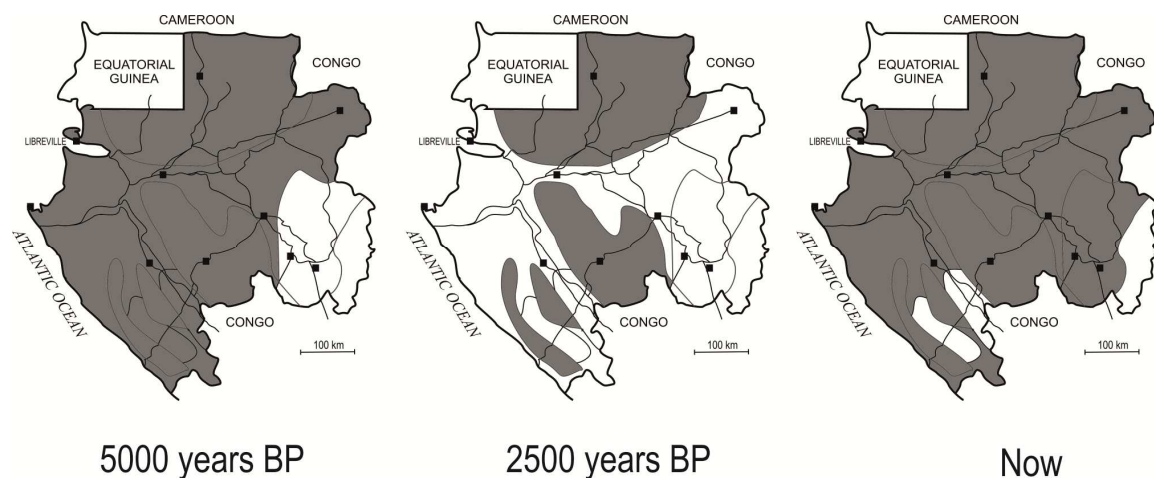 CAMEROON
EQUATORIAL
GUINEA
CONGO
LIBREVILLE
ATLANTIC OCEAN
CONGO
100 km
5000 years BP
CAMEROON
EQUATORIAL
GUINEA
CONGO
LIBREVILLE
ATLANTIC OCEAN
CONGO
100 km
2500 years BP
CAMEROON
EQUATORIAL
GUINEA
CONGO
LIBREVILLE
ATLANTIC OCEAN
CONGO
100 km
Now